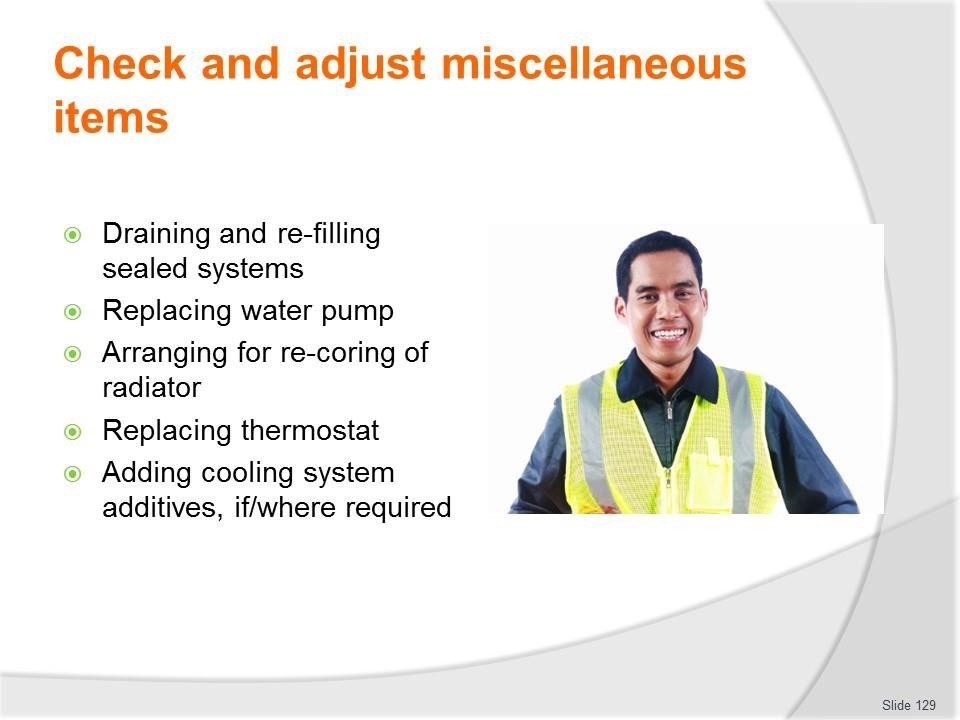 Check and adjust miscellaneous
items
Draining and re-filling
sealed systems
Replacing water pump
Arranging for re-coring of
radiator
Replacing thermostat
Adding cooling system
additives, if/where required
Slide 129